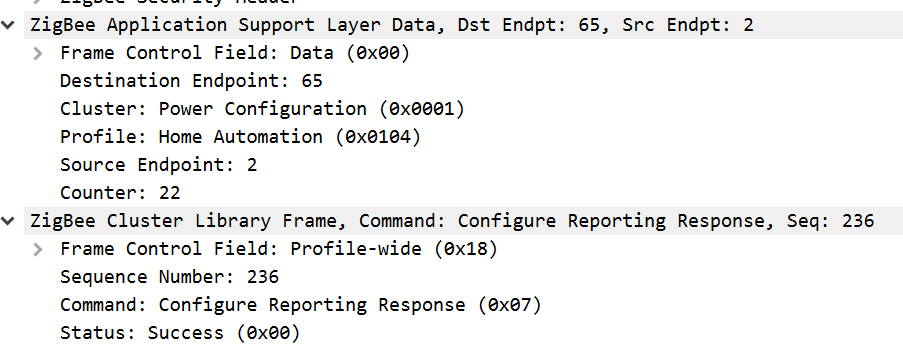 ZigBee Security Header
ZigBee Application Support Layer Data, Dst Endpt: 65, Src Endpt: 2
Frame Control Field: Data (0x00)
Destination Endpoint: 65
Cluster: Power Configuration (0x0001)
Profile: Home Automation (0x0104)
Source Endpoint: 2
Counter: 22
ZigBee Cluster Library Frame, Command: Configure Reporting Response, Seq: 236
Frame Control Field: Profile-wide (0x18)
Sequence Number: 236
Command: Configure Reporting Response (0x07)
Status: Success (0x00)